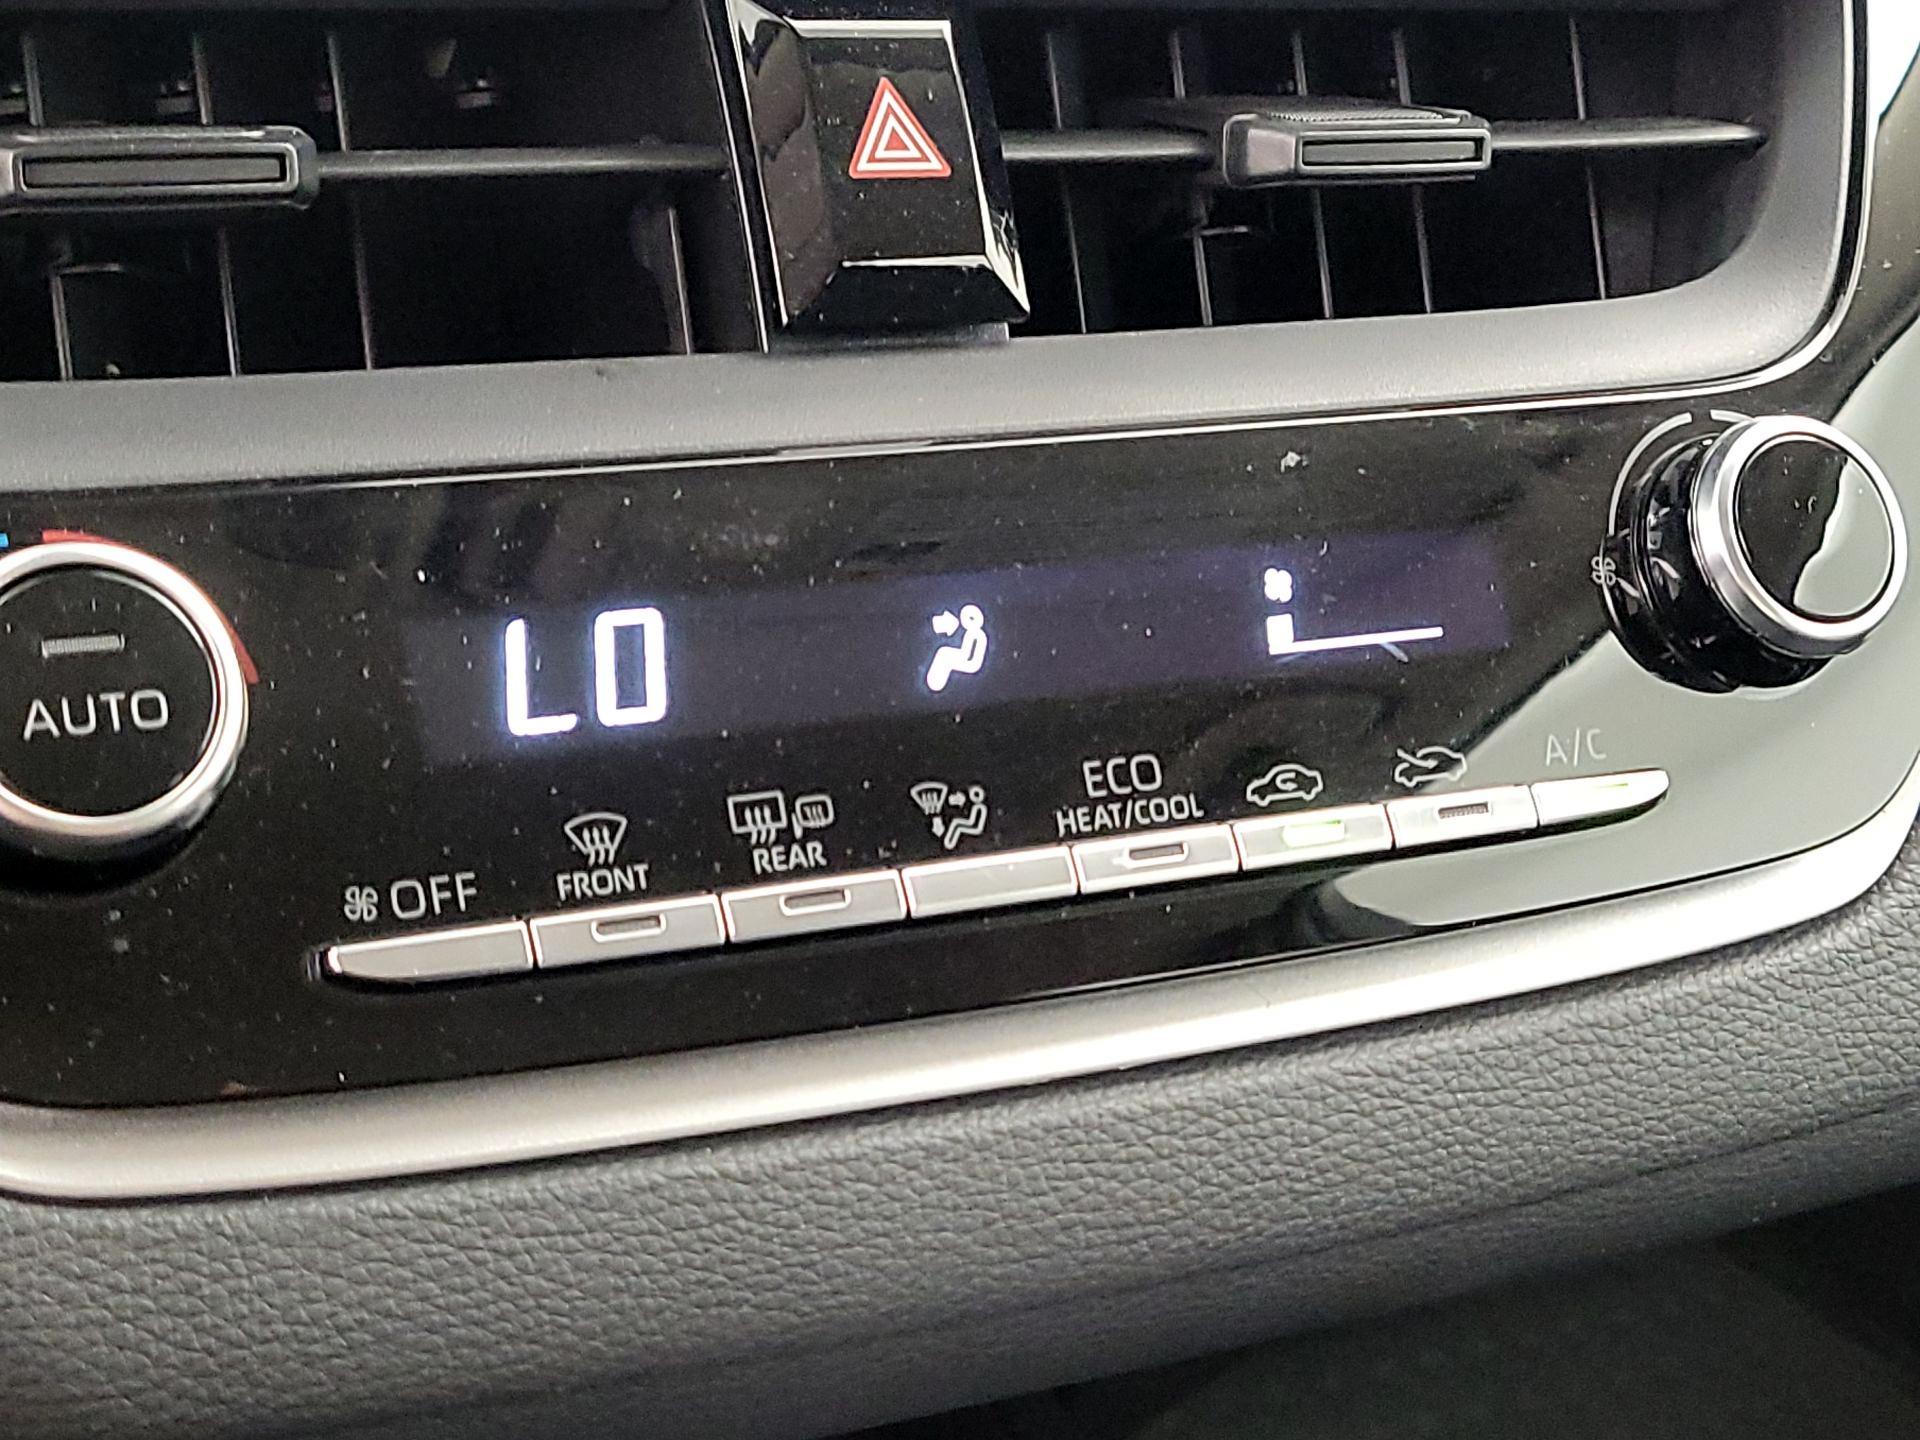 LO
AUTO
OFF
FRONT
REAR
ECO
HEAT/COOL
A/C